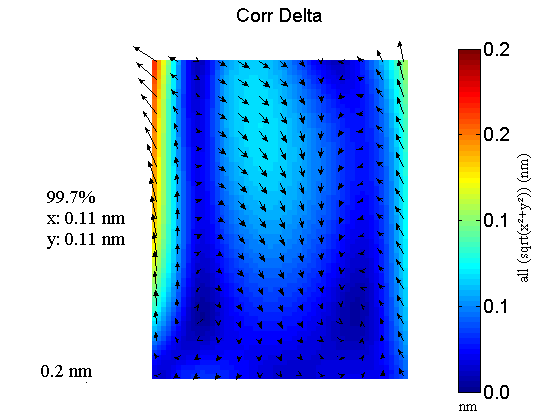 Corr Delta
0.2
0.2
0.1
0.1
0.0
nm
all (sqrt(x²+y²)) (nm)
99.7%
x: 0.11 nm
y: 0.11 nm
0.2 nm